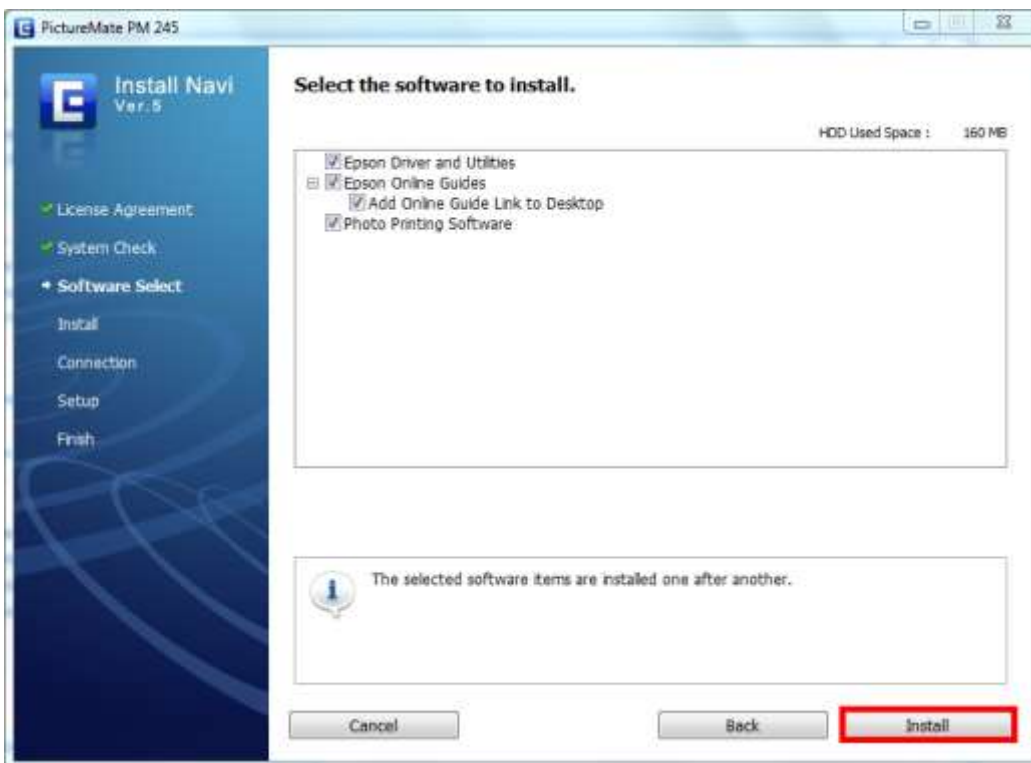 PictureMate PM 245
Install Navi
Ver.5
License Agreement
System Check
Software Select
Install
Connection
Setup
Finish
Select the software to install.
HDD Used Space : 160 MB
Epson Driver and Utilities
Epson Online Guides
Add Online Guide Link to Desktop
Photo Printing Software
The selected software items are installed one after another.
Cancel
Back
Install